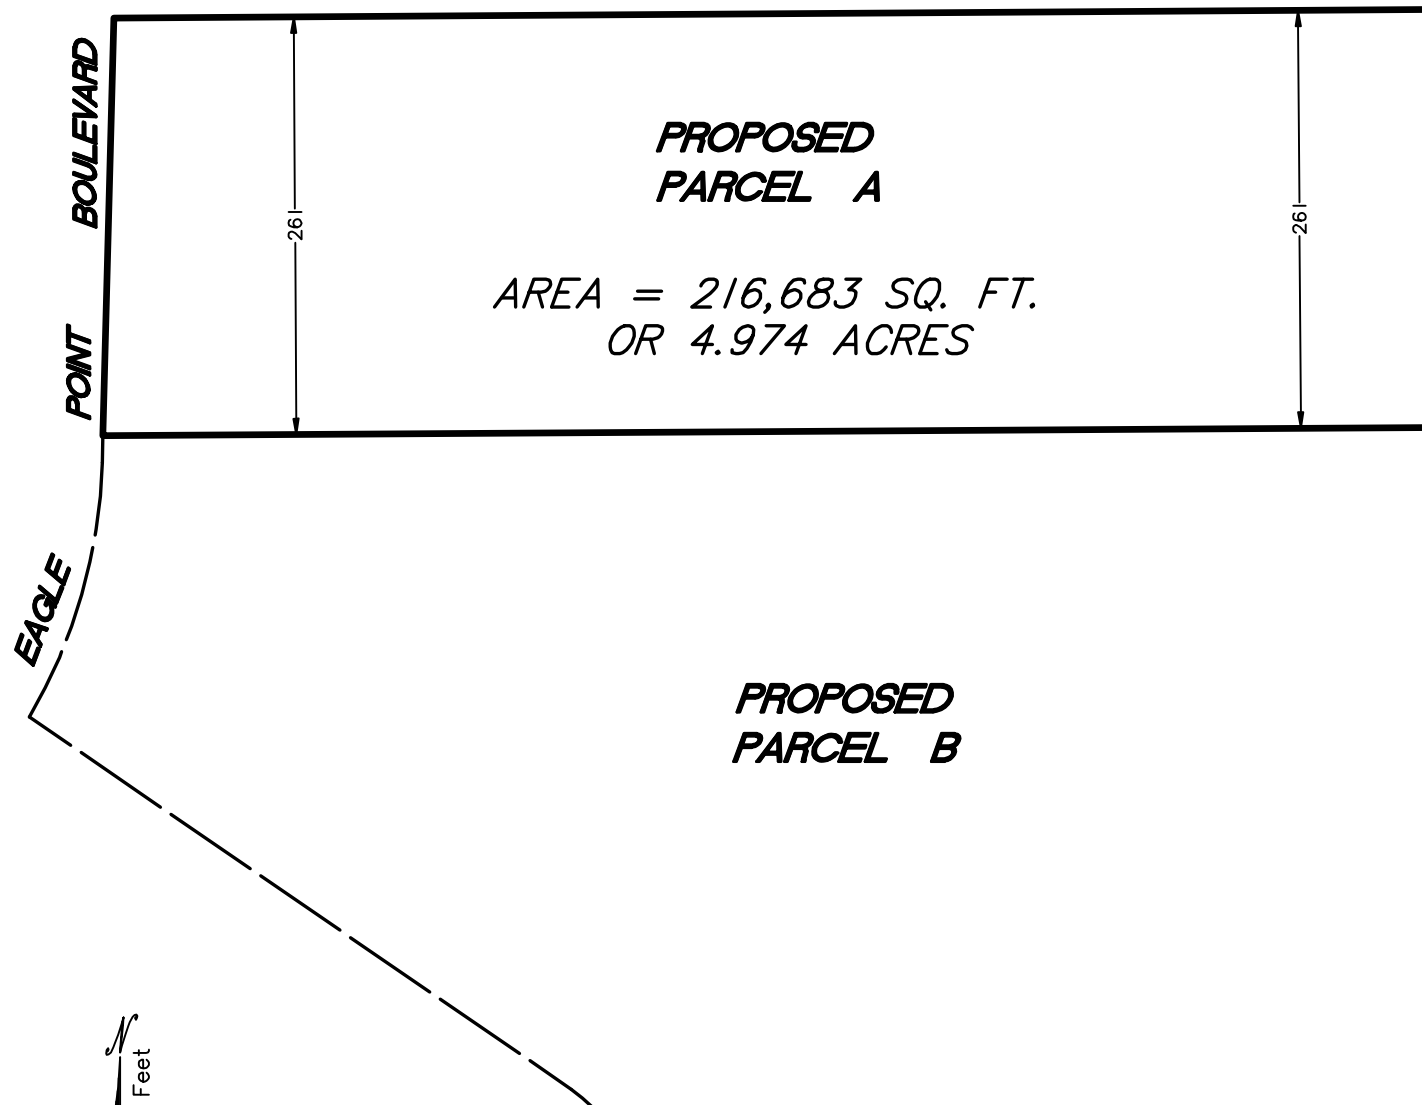 BOULEVARD
PROPOSED
PARCEL A
261
261
AREA = 216,683 SQ. FT.
OR 4.974 ACRES
POINT
EAGLE
PROPOSED
PARCEL B
N
Feet